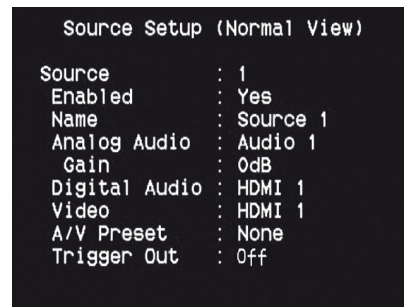 Source Setup (Normal View)
Source : 1
Enabled : Yes
Name : Source 1
Analog Audio : Audio 1
Gain : 0dB
Digital Audio : HDMI 1
Video : HDMI 1
A/V Preset : None
Trigger Out : Off